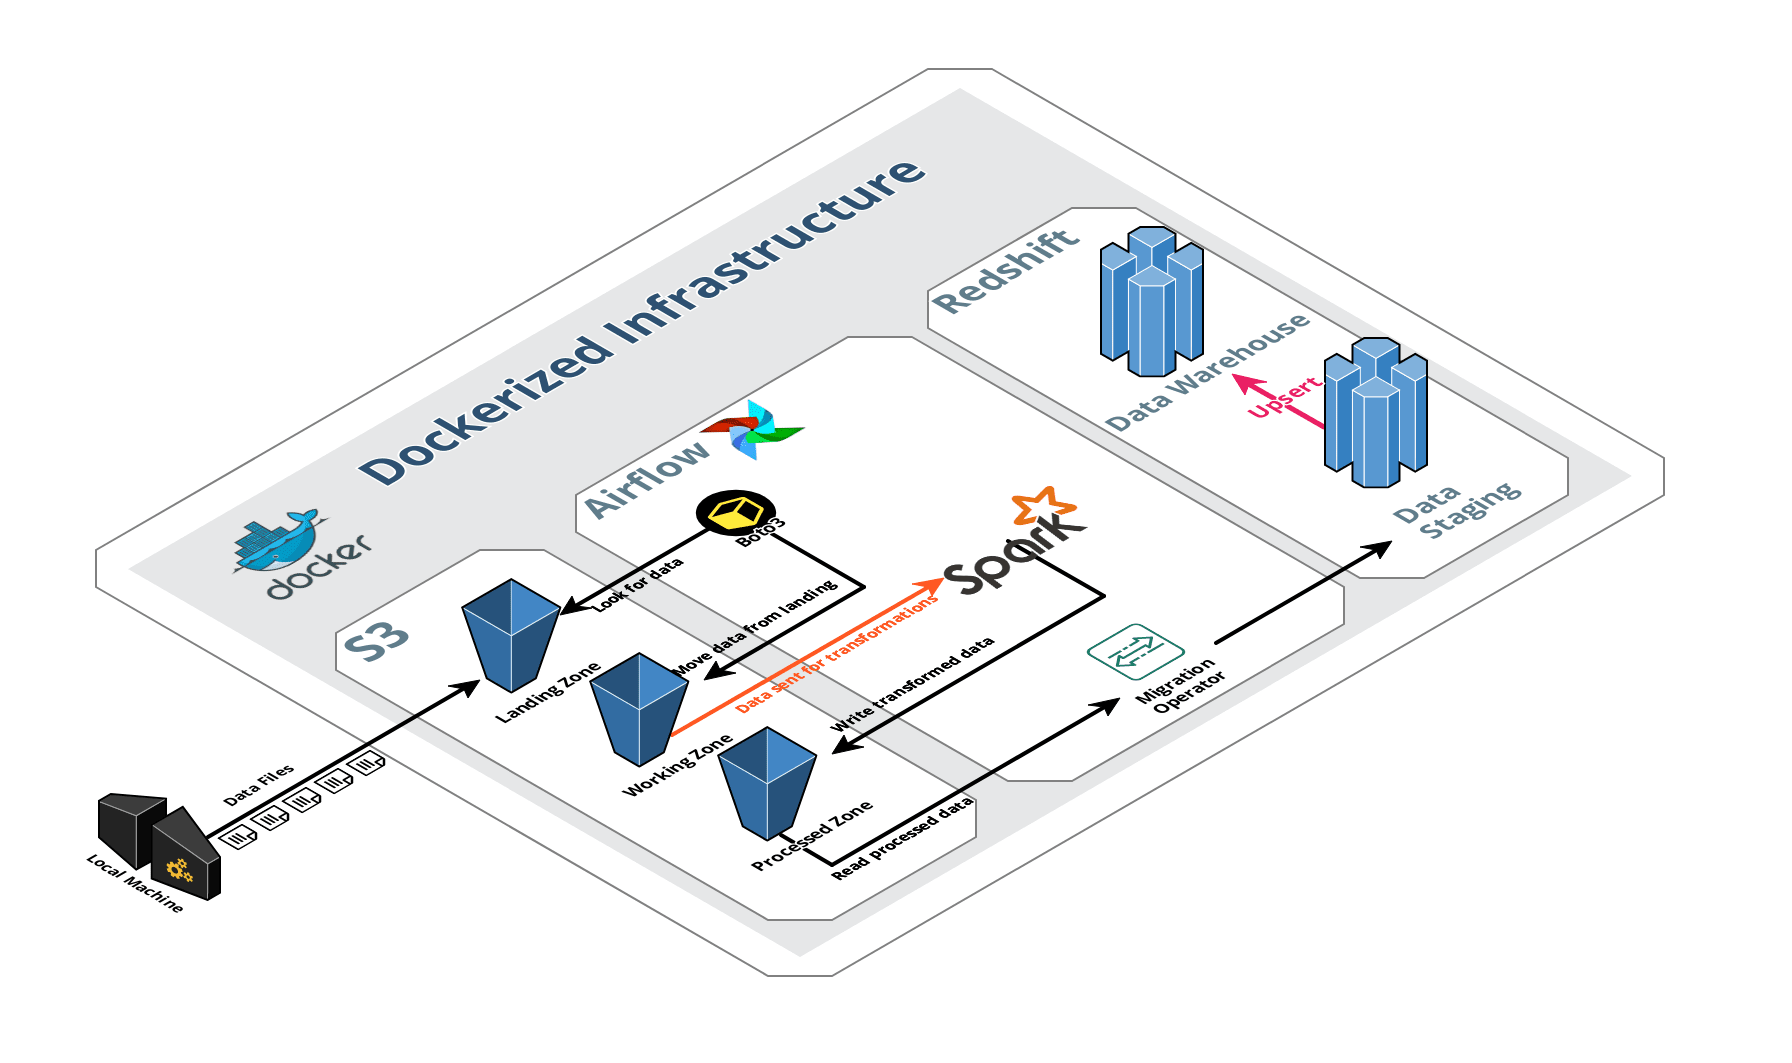 Dockerized Infrastructure
docker
Redshift
Data Warehouse
Upsert
Data
Staging
Airflow
Boto3
Spark
Look for data
Move data from landing
Data sent for transformations
Write transformed data
Migration
Operator
S3
Landing Zone
Working Zone
Processed Zone
Read processed data
Data Files
Local Machine